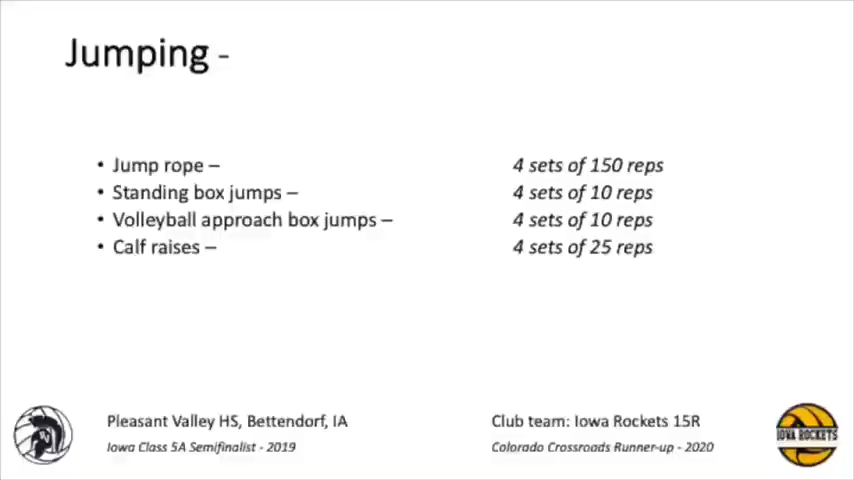 Jumping -
• Jump rope – 4 sets of 150 reps
• Standing box jumps – 4 sets of 10 reps
• Volleyball approach box jumps – 4 sets of 10 reps
• Calf raises – 4 sets of 25 reps
Pleasant Valley HS, Bettendorf, IA
Iowa Class 5A Semifinalist - 2019
Club team: Iowa Rockets 15R
Colorado Crossroads Runner-up - 2020
IOWA ROCKETS